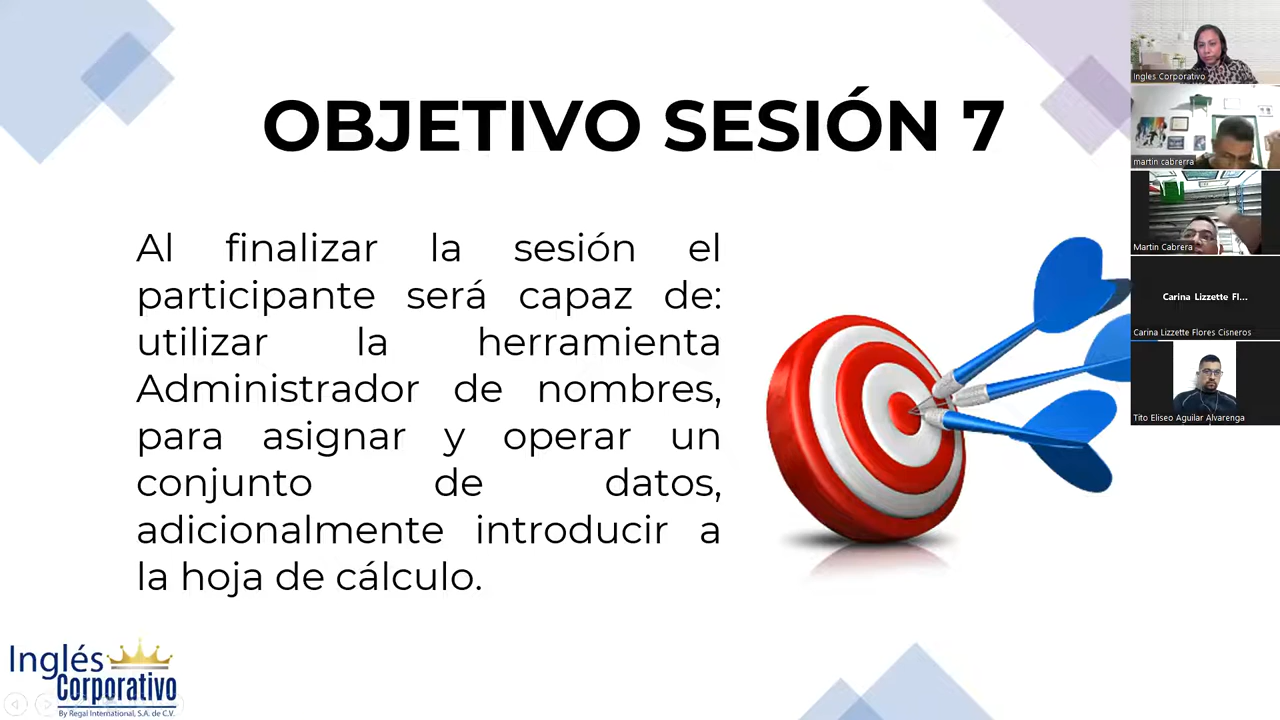 OBJETIVO SESIÓN 7
Al finalizar la sesión el
participante será capaz de:
utilizar la herramienta
Administrador de nombres,
para asignar y operar un
conjunto de datos,
adicionalmente introducir a
la hoja de cálculo.
Inglés
Corporativo
By Regal International, S.A. de C.V.
Ingles Corporativo
martin cabrerra
Martin Cabrera
Carina Lizzette Fl...
Carina Lizzette Flores Cisneros
Tito Eliseo Aguilar Alvarenga